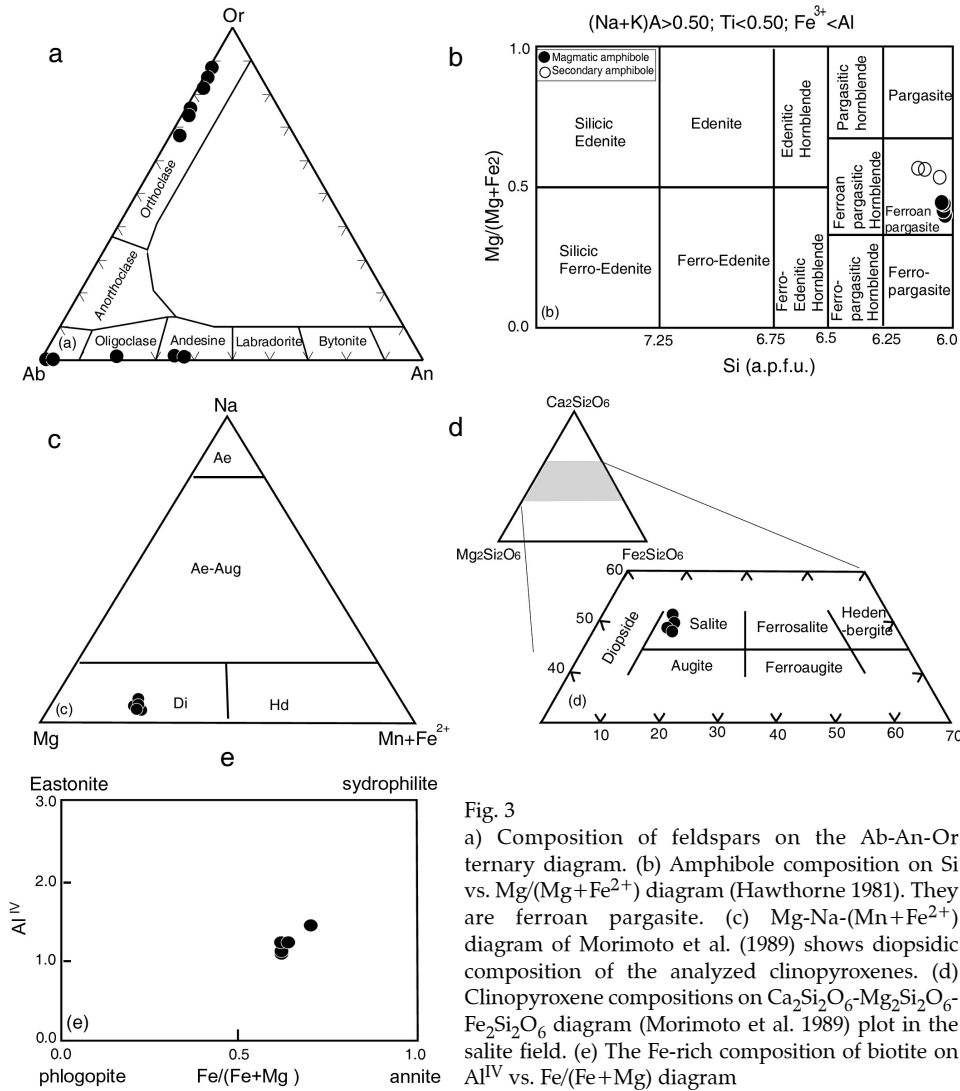 a
Or
Orthoclase
Anorthoclase
(a)
Oligoclase
Andesine
Labradorite
Bytonite
Ab
An
(Na+K)A>0.50; Ti<0.50; Fe³⁺<Al
b
1.0
Magmatic amphibole
Secondary amphibole
Silicic
Edenite
Edenite
Edenitic
Hornblende
Pargasitic
hornblende
Pargasite
Mg/(Mg+Fe2)
0.5
Ferroan
pargasitic
Hornblende
Ferroan
pargasite
Silicic
Ferro-Edenite
Ferro-Edenite
Ferro-
Edenitic
Hornblende
Ferro-
pargasitic
Hornblende
Ferro-
pargasite
(b)
0.0
7.25
6.75
6.5
6.25
6.0
Si (a.p.f.u.)
c
Na
Ae
Ae-Aug
(c)
Di
Hd
Mg
Mn+Fe²⁺
d
Ca2Si2O6
Mg2Si2O6
Fe2Si2O6
60
50
40
Diopside
Salite
Ferrosalite
Heden
-bergite
Augite
Ferroaugite
(d)
10
20
30
40
50
60
70
e
Eastonite
sydrophilite
3.0
2.0
Al IV
1.0
(e)
0.0
0.0
0.5
1.0
phlogopite
Fe/(Fe+Mg )
annite
Fig. 3
a) Composition of feldspars on the Ab-An-Or
ternary diagram. (b) Amphibole composition on Si
vs. Mg/(Mg+Fe²⁺) diagram (Hawthorne 1981). They
are ferroan pargasite. (c) Mg-Na-(Mn+Fe²⁺)
diagram of Morimoto et al. (1989) shows diopsidic
composition of the analyzed clinopyroxenes. (d)
Clinopyroxene compositions on Ca₂Si₂O₆-Mg₂Si₂O₆-
Fe₂Si₂O₆ diagram (Morimoto et al. 1989) plot in the
salite field. (e) The Fe-rich composition of biotite on
Al^IV vs. Fe/(Fe+Mg) diagram